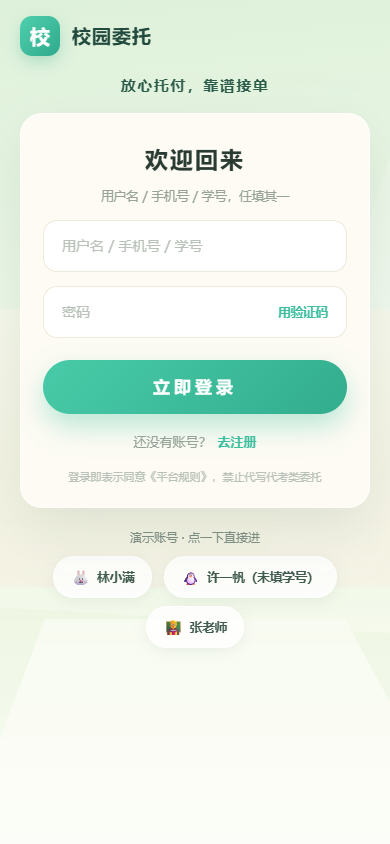 校 校园委托
放心托付，靠谱接单
欢迎回来
用户名 / 手机号 / 学号，任填其一
用户名 / 手机号 / 学号
密码 用验证码
立即登录
还没有账号？ 去注册
登录即表示同意《平台规则》，禁止代写代考类委托
演示账号 · 点一下直接进
林小满 许一帆（未填学号）
张老师